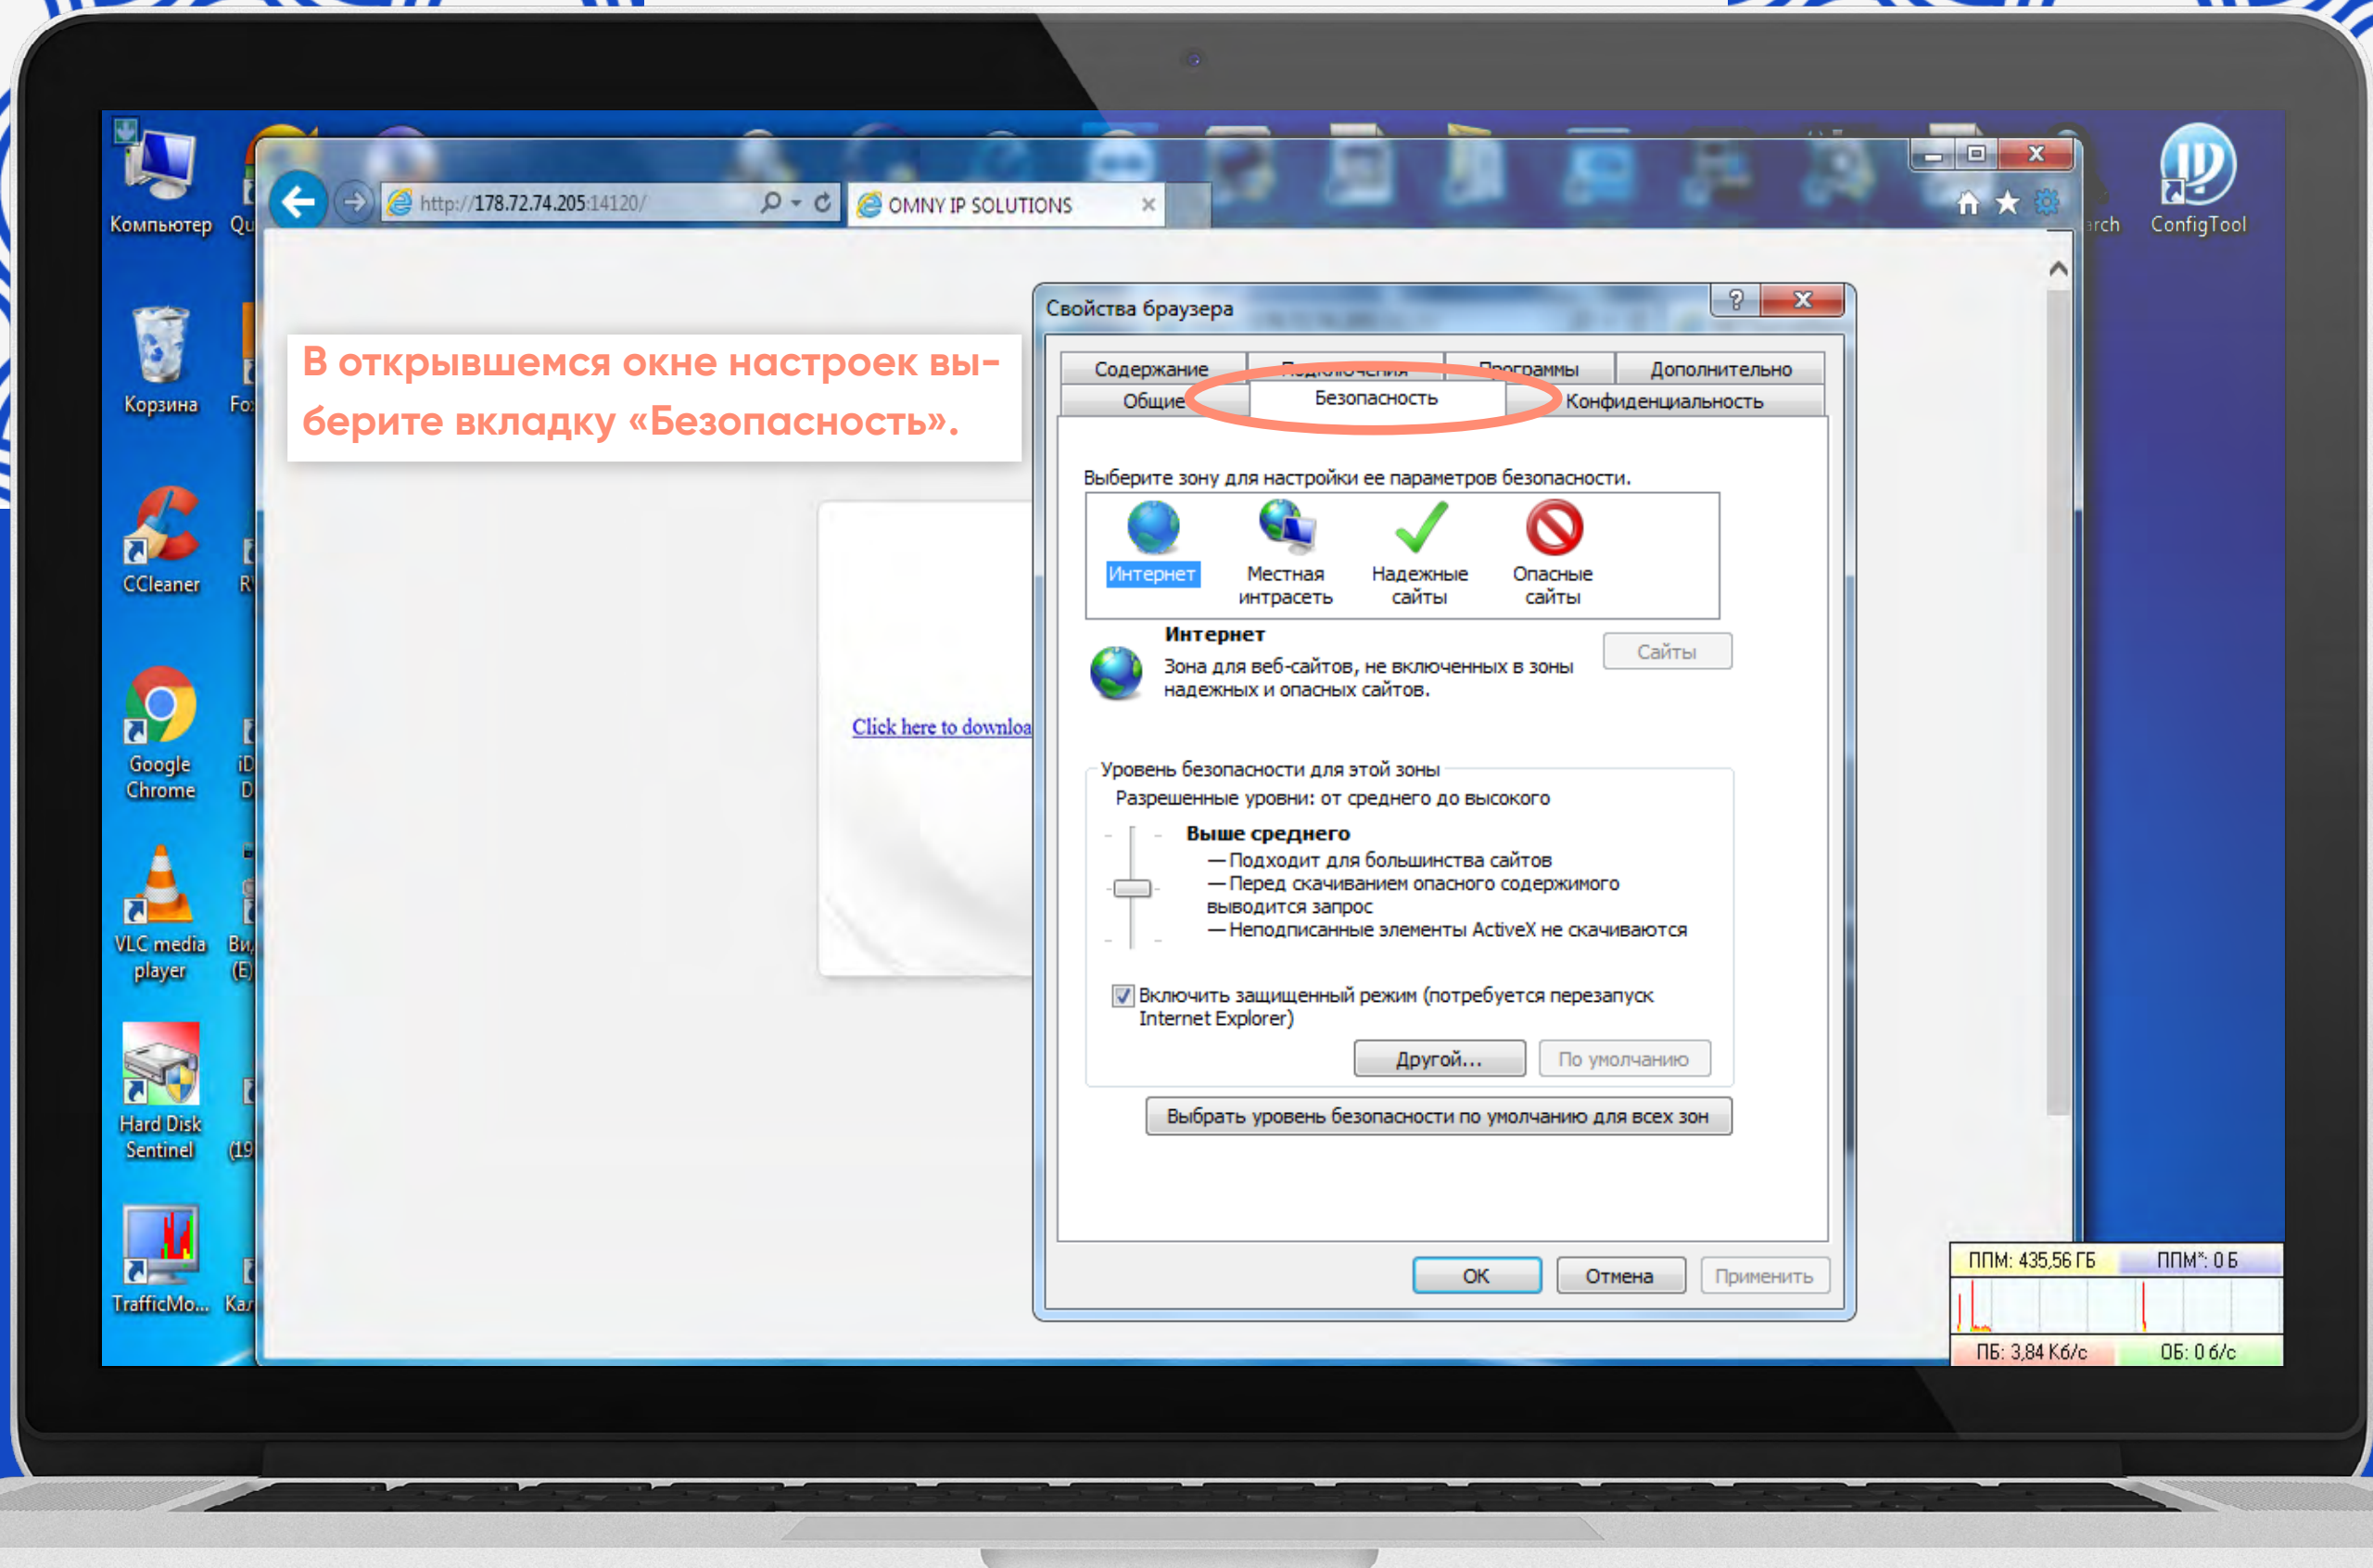 Компьютер
Корзина
CCleaner
Google
Chrome
VLC media
player
Hard Disk
Sentinel
TrafficMo...
(E)
(19
http://178.72.74.205:14120/
OMNY IP SOLUTIONS
ConfigTool
В открывшемся окне настроек вы-
берите вкладку «Безопасность».
Click here to downloa
Свойства браузера
Содержание Подключения Программы Дополнительно
Общие Безопасность Конфиденциальность
Выберите зону для настройки ее параметров безопасности.
Интернет Местная Надежные Опасные
интрасеть сайты сайты
Интернет
Сайты
Зона для веб-сайтов, не включенных в зоны
надежных и опасных сайтов.
Уровень безопасности для этой зоны
Разрешенные уровни: от среднего до высокого
Выше среднего
— Подходит для большинства сайтов
— Перед скачиванием опасного содержимого
выводится запрос
— Неподписанные элементы ActiveX не скачиваются
Включить защищенный режим (потребуется перезапуск
Internet Explorer)
Другой... По умолчанию
Выбрать уровень безопасности по умолчанию для всех зон
ОК Отмена Применить
ППМ: 435,56 ГБ ППМ*: 0 Б
ПБ: 3,84 Кб/с ОБ: 0 б/с